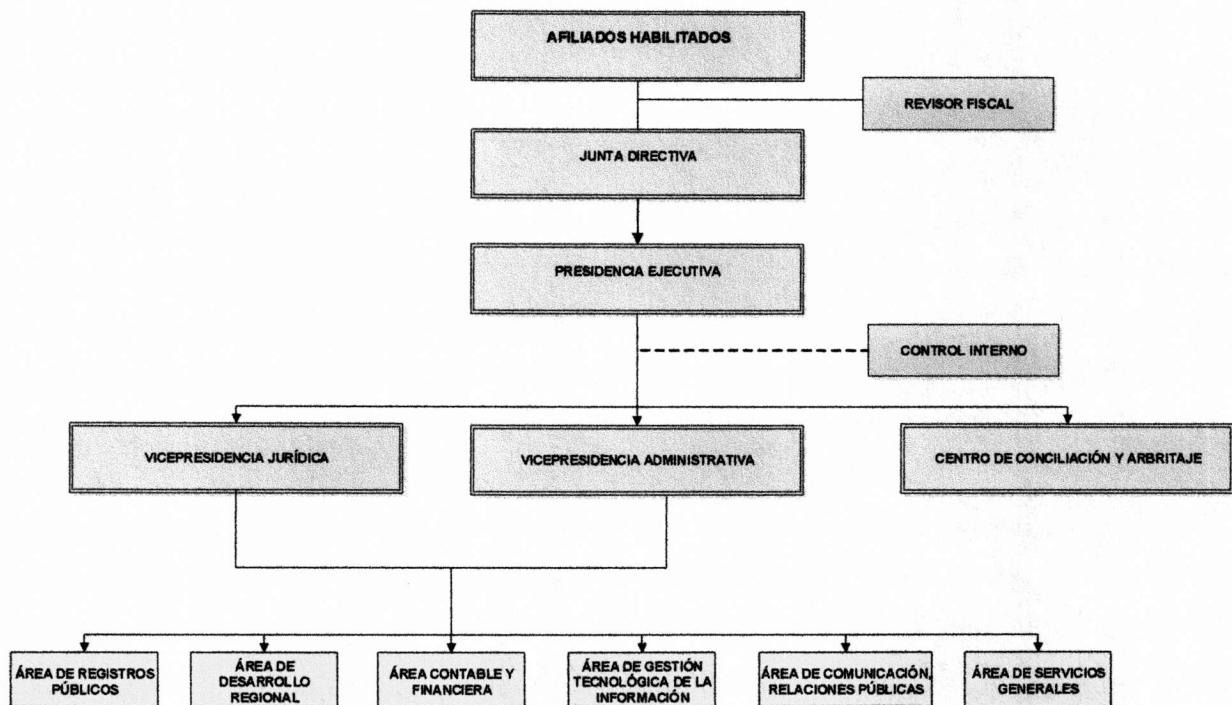 AFILIADOS HABILITADOS
REVISOR FISCAL
JUNTA DIRECTIVA
PRESIDENCIA EJECUTIVA
CONTROL INTERNO
VICEPRESIDENCIA JURÍDICA
VICEPRESIDENCIA ADMINISTRATIVA
CENTRO DE CONCILIACIÓN Y ARBRITAJE
ÁREA DE REGISTROS
PÚBLICOS
ÁREA DE
DESARROLLO
REGIONAL
ÁREA CONTABLE Y
FINANCIERA
ÁREA DE GESTIÓN
TECNOLÓGICA DE LA
INFORMACIÓN
ÁREA DE COMUNICACIÓN,
RELACIONES PÚBLICAS
ÁREA DE SERVICIOS
GENERALES